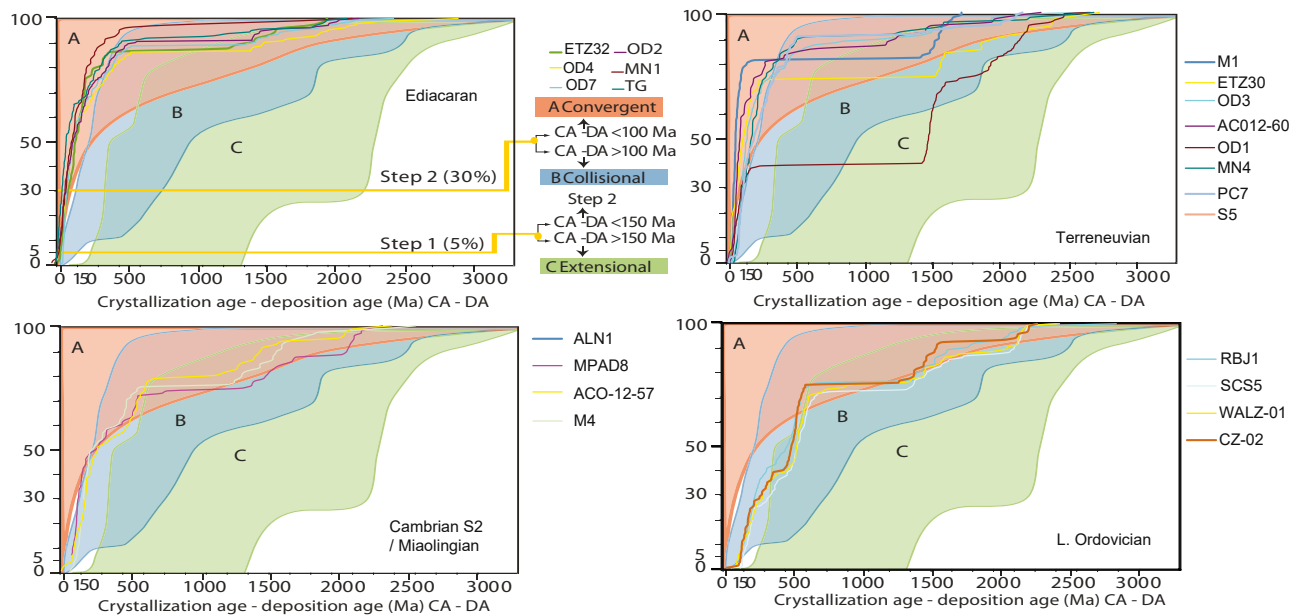 100
50
30
5
0
A
B
C
Ediacaran
Step 2 (30%)
Step 1 (5%)
0 150 500 1000 1500 2000 2500 3000
Crystallization age - deposition age (Ma) CA - DA
ETZ32
OD2
OD4
MN1
OD7
TG
A Convergent
CA -DA <100 Ma
CA -DA >100 Ma
B Collisional
Step 2
CA -DA <150 Ma
CA -DA >150 Ma
C Extensional
100
50
30
5
0
A
B
C
Terreneuvian
0 150 500 1000 1500 2000 2500 3000
Crystallization age - deposition age (Ma) CA - DA
M1
ETZ30
OD3
AC012-60
OD1
MN4
PC7
S5
100
50
30
5
0
A
B
C
Cambrian S2
/ Miaolingian
0 150 500 1000 1500 2000 2500 3000
Crystallization age - deposition age (Ma) CA - DA
ALN1
MPAD8
ACO-12-57
M4
100
50
30
5
0
A
B
C
L. Ordovician
0 150 500 1000 1500 2000 2500 3000
Crystallization age - deposition age (Ma) CA - DA
RBJ1
SCS5
WALZ-01
CZ-02